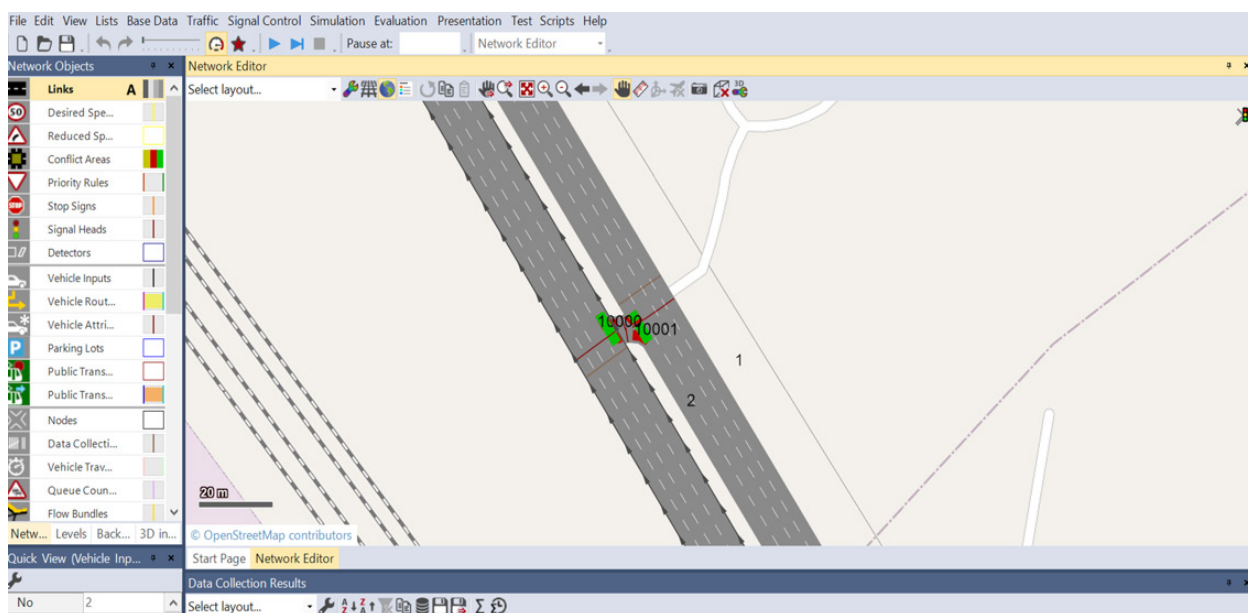 File Edit View Lists Base Data Traffic Signal Control Simulation Evaluation Presentation Test Scripts Help
Pause at: Network Editor
Network Objects
Network Editor
Links A
Select layout...
50 Desired Spe...
Reduced Sp...
Conflict Areas
Priority Rules
STOP Stop Signs
Signal Heads
Detectors
Vehicle Inputs
Vehicle Rout...
Vehicle Attri...
P Parking Lots
Public Trans...
Public Trans...
Nodes
Data Collecti...
Vehicle Trav...
Queue Coun...
Flow Bundles
10000
10001
1
2
20 m
© OpenStreetMap contributors
Netw... Levels Back... 3D in...
Start Page Network Editor
Quick View (Vehicle Inp...
Data Collection Results
No 2
Select layout...